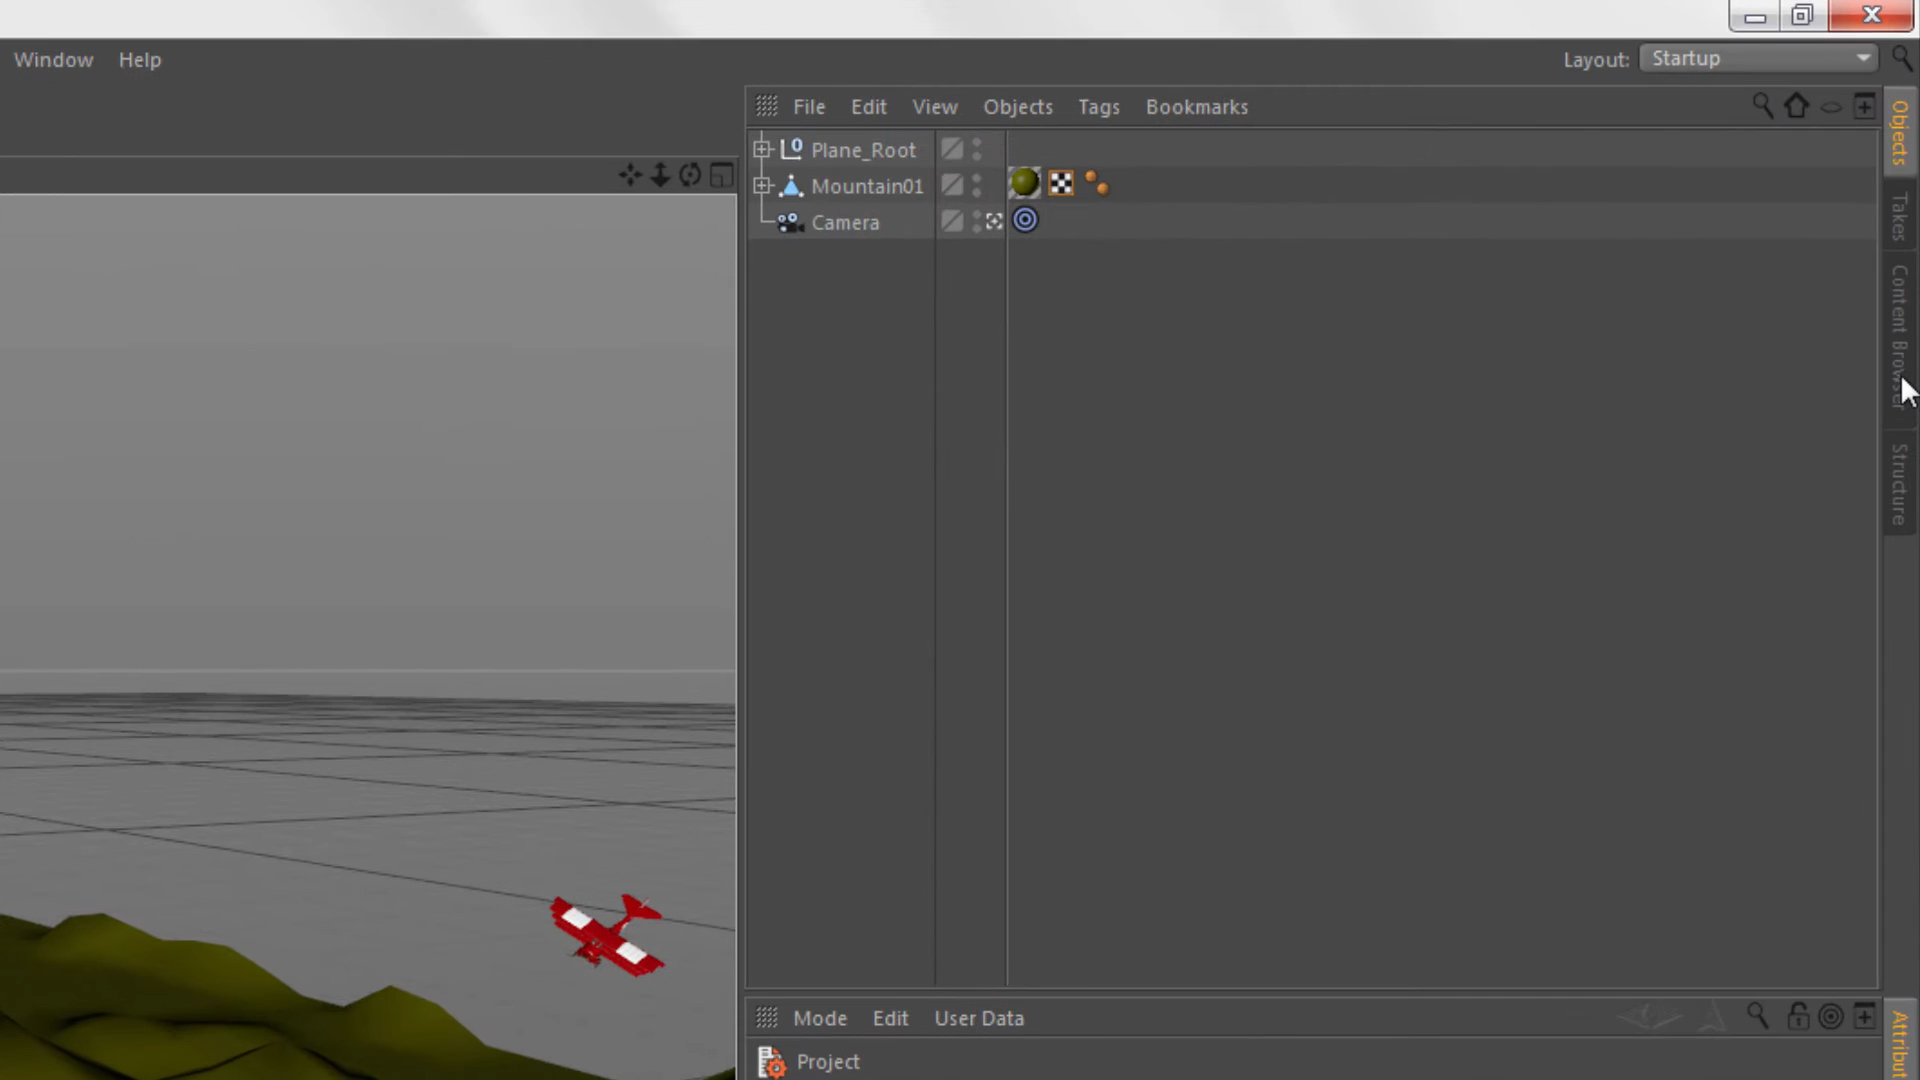 Window Help
Layout: Startup
File Edit View Objects Tags Bookmarks
Plane_Root
Mountain01
Camera
Objects
Takes
Content Browser
Structure
Mode Edit User Data
Project
Attribut